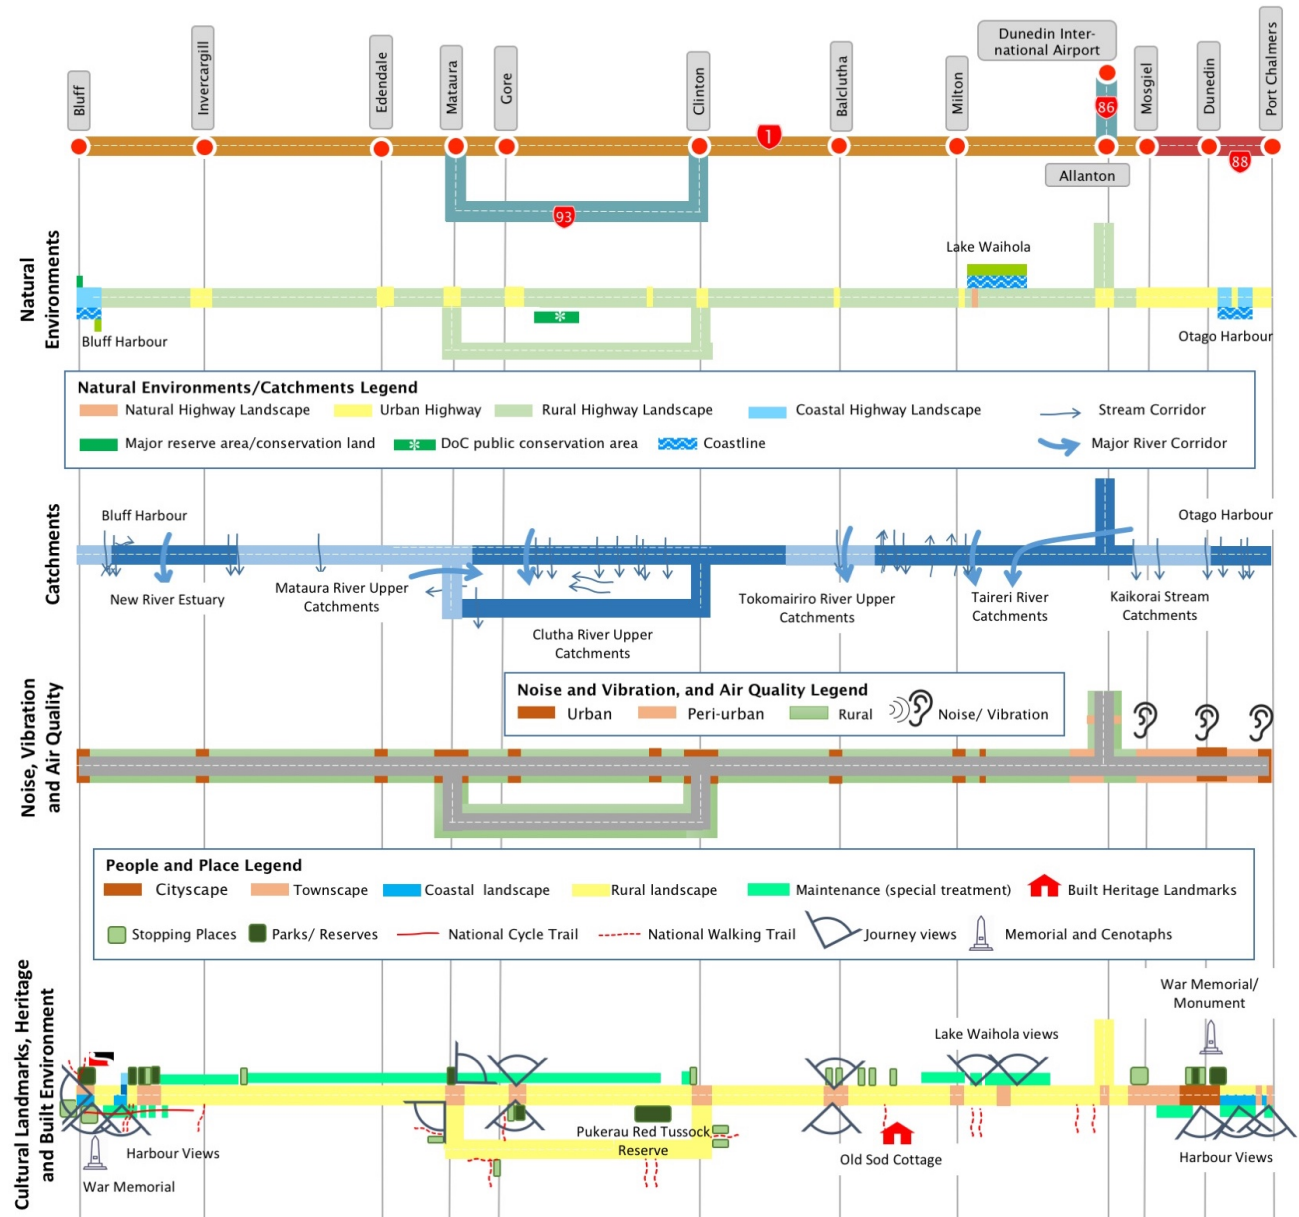 Bluff
Invercargill
Edendale
Mataura
Gore
Clinton
Balclutha
Milton
Dunedin Inter-
national Airport
Mosgiel
Dunedin
Port Chalmers
1
86
88
93
Allanton
Natural
Environments
Lake Waihola
Bluff Harbour
Otago Harbour
Natural Environments/Catchments Legend
Natural Highway Landscape
Urban Highway
Rural Highway Landscape
Coastal Highway Landscape
Stream Corridor
Major reserve area/conservation land
DoC public conservation area
Coastline
Major River Corridor
Catchments
Bluff Harbour
Otago Harbour
New River Estuary
Mataura River Upper
Catchments
Clutha River Upper
Catchments
Tokomairiro River Upper
Catchments
Taireri River
Catchments
Kaikorai Stream
Catchments
Noise, Vibration
and Air Quality
Noise and Vibration, and Air Quality Legend
Urban
Peri-urban
Rural
Noise/ Vibration
People and Place Legend
Cityscape
Townscape
Coastal landscape
Rural landscape
Maintenance (special treatment)
Built Heritage Landmarks
Stopping Places
Parks/ Reserves
National Cycle Trail
National Walking Trail
Journey views
Memorial and Cenotaphs
Cultural Landmarks, Heritage
and Built Environment
War Memorial/
Monument
Lake Waihola views
Pukerau Red Tussock
Reserve
Harbour Views
War Memorial
Old Sod Cottage
Harbour Views